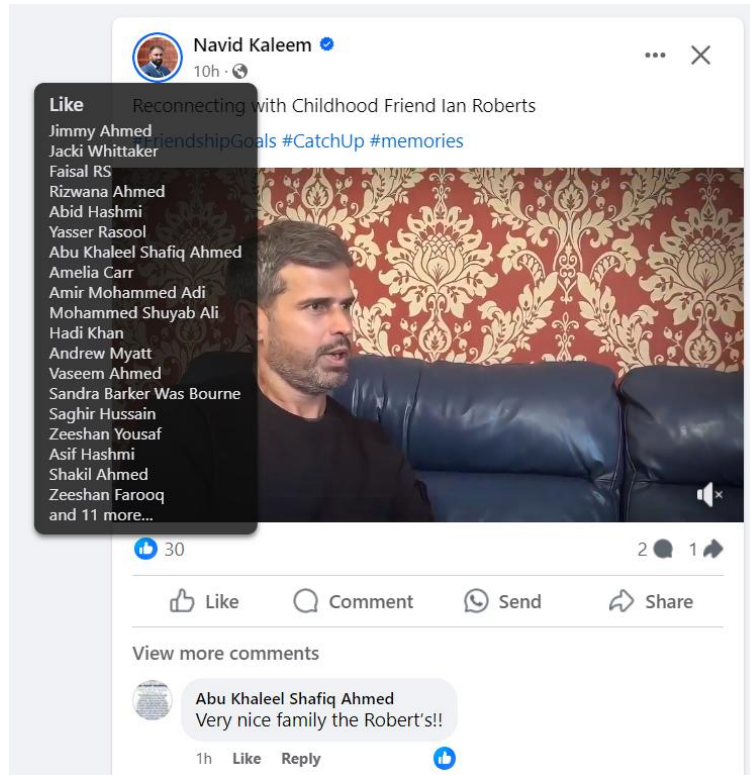 Navid Kaleem
10h
Reconnecting with Childhood Friend Ian Roberts
#FriendshipGoals #CatchUp #memories
Like
Jimmy Ahmed
Jacki Whittaker
Faisal RS
Rizwana Ahmed
Abid Hashmi
Yasser Rasool
Abu Khaleel Shafiq Ahmed
Amelia Carr
Amir Mohammed Adi
Mohammed Shuyab Ali
Hadi Khan
Andrew Myatt
Vaseem Ahmed
Sandra Barker Was Bourne
Saghir Hussain
Zeeshan Yousaf
Asif Hashmi
Shakil Ahmed
Zeeshan Farooq
and 11 more...
30
2 1
Like Comment Send Share
View more comments
Abu Khaleel Shafiq Ahmed
Very nice family the Robert's!!
1h Like Reply